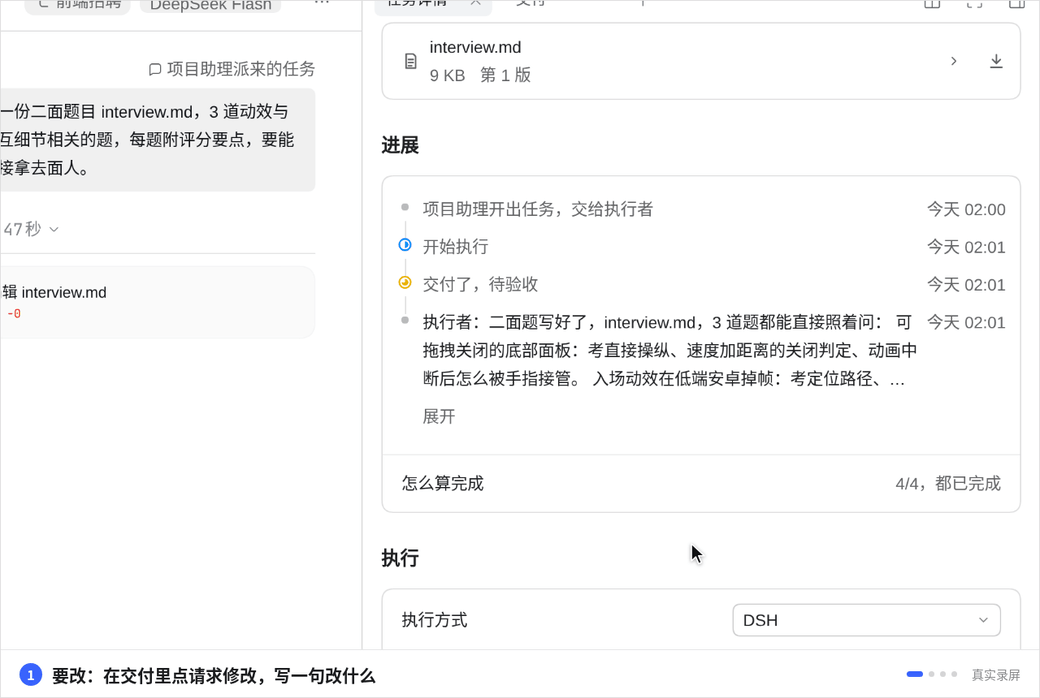 前端招聘
DeepSeek Flash
任务详情
交付
项目助理派来的任务
一份二面题目 interview.md，3 道动效与
互细节相关的题，每题附评分要点，要能
接拿去面人。
47 秒
辑 interview.md
-0
interview.md
9 KB 第 1 版
进展
项目助理开出任务，交给执行者 今天 02:00
开始执行 今天 02:01
交付了，待验收 今天 02:01
执行者：二面题写好了，interview.md，3 道题都能直接照着问： 可 今天 02:01
拖拽关闭的底部面板：考直接操纵、速度加距离的关闭判定、动画中
断后怎么被手指接管。 入场动效在低端安卓掉帧：考定位路径、…
展开
怎么算完成 4/4，都已完成
执行
执行方式 DSH
1 要改：在交付里点请求修改，写一句改什么
真实录屏